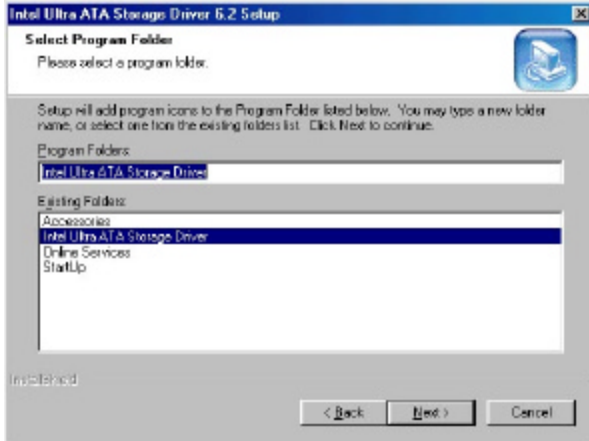 Intel Ultra ATA Storage Driver 6.2 Setup
Select Program Folder
Please select a program folder.
Setup will add program icons to the Program Folder listed below. You may type a new folder
name, or select one from the existing folders list. Click Next to continue.
Program Folders:
Intel Ultra ATA Storage Driver
Existing Folders:
Accessories
Intel Ultra ATA Storage Driver
Online Services
StartUp
InstallShield
< Back
Next >
Cancel